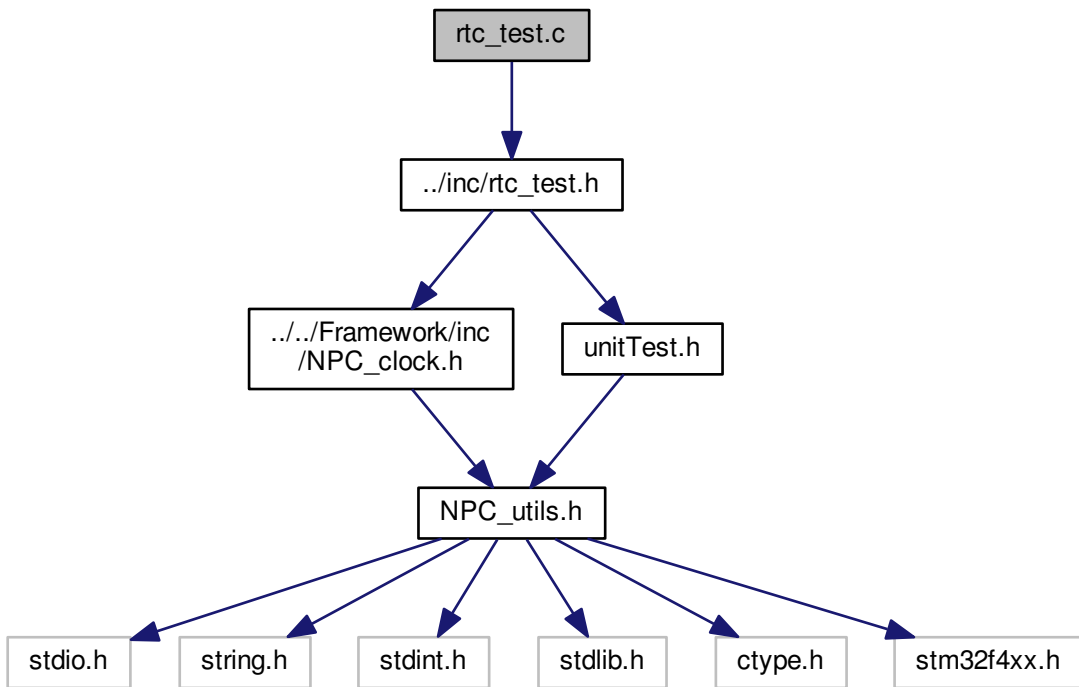 rtc_test.c
../inc/rtc_test.h
../../Framework/inc
/NPC_clock.h
unitTest.h
NPC_utils.h
stdio.h
string.h
stdint.h
stdlib.h
ctype.h
stm32f4xx.h